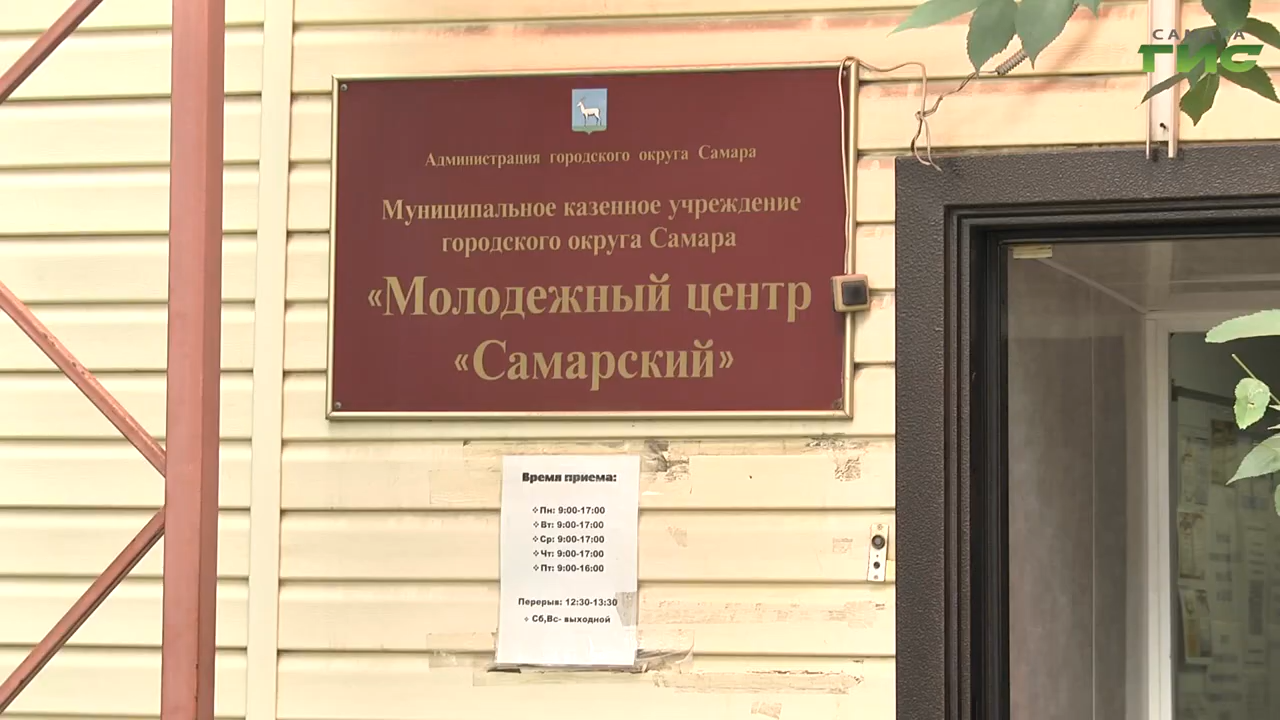 САМАРА
ГИС
Администрация городского округа Самара
Муниципальное казенное учреждение
городского округа Самара
«Молодежный центр
«Самарский»
Время приема:
Пн: 9:00-17:00
Вт: 9:00-17:00
Ср: 9:00-17:00
Чт: 9:00-17:00
Пт: 9:00-16:00
Перерыв: 12:30-13:30
Сб,Вс- выходной